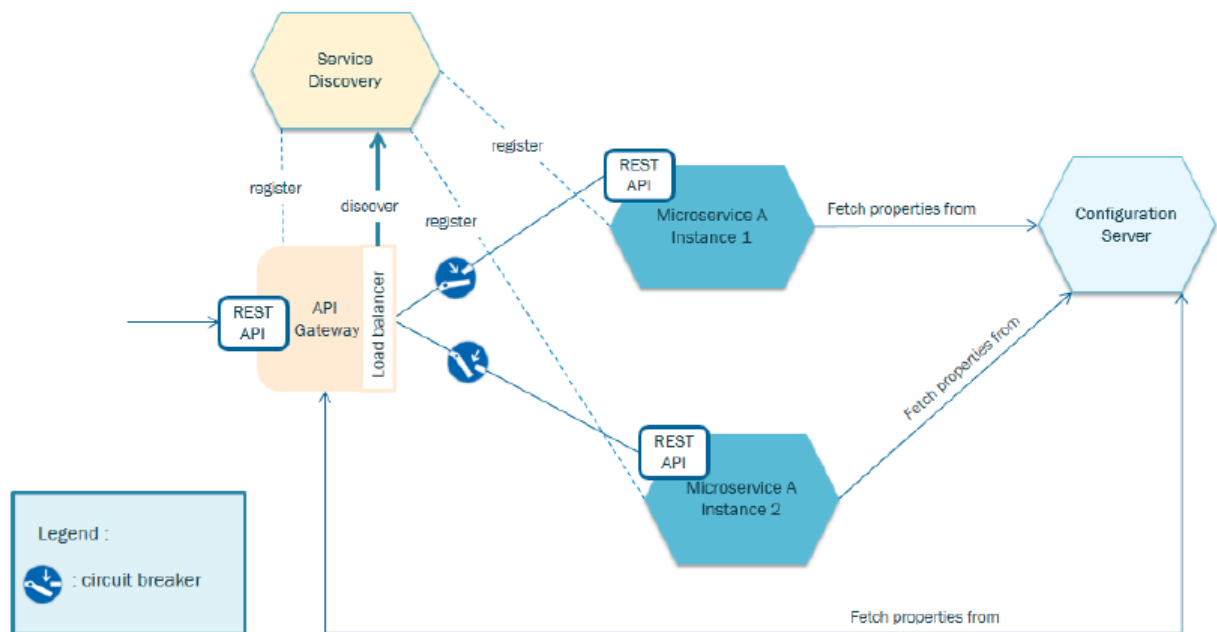 Service
Discovery
register
register
discover
register
REST
API
Microservice A
Instance 1
Fetch properties from
Configuration
Server
REST
API
API
Gateway
Load balancer
Fetch properties from
REST
API
Microservice A
Instance 2
Legend :
: circuit breaker
Fetch properties from